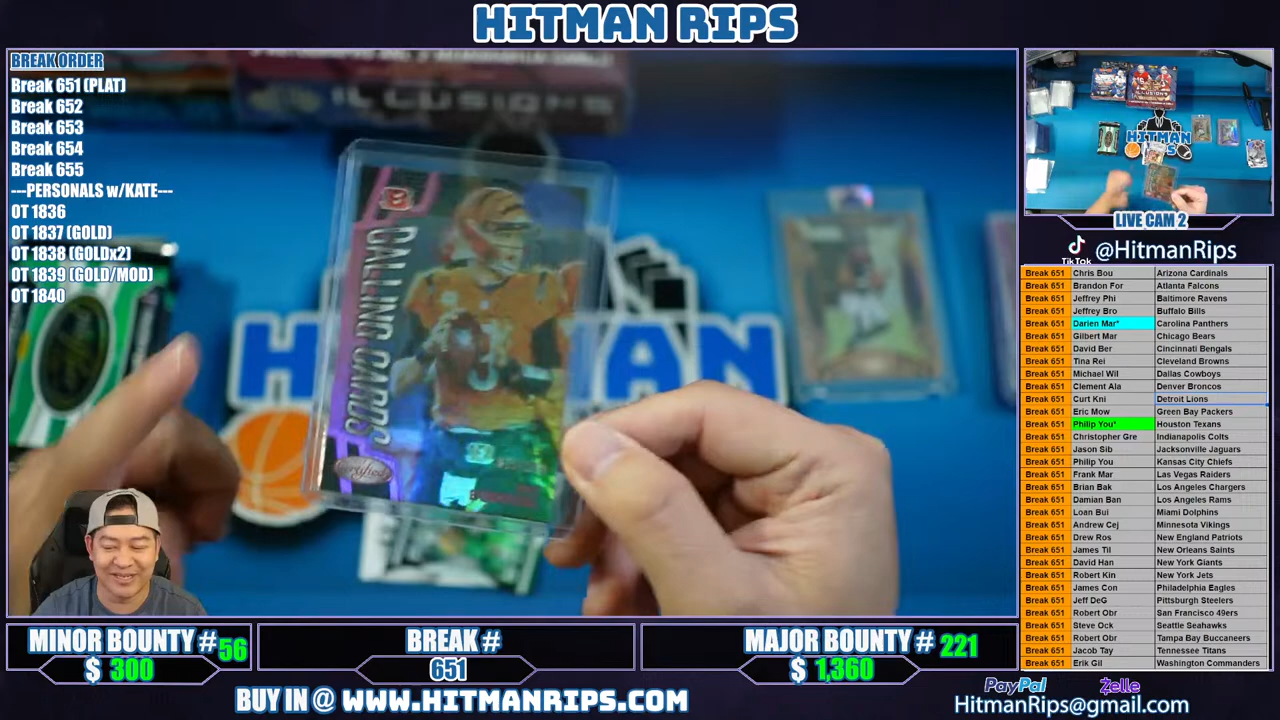 HITMAN RIPS
BREAK ORDER
Break 651 (PLAT)
Break 652
Break 653
Break 654
Break 655
---PERSONALS w/KATE---
OT 1836
OT 1837 (GOLD)
OT 1838 (GOLDx2)
OT 1839 (GOLD/MOD)
OT 1840
ILLUSIONS
CALLING CARDS
Certified
HITMAN
LIVE CAM 2
TikTok
@HitmanRips
Break 651 Chris Bou Arizona Cardinals
Break 651 Brandon For Atlanta Falcons
Break 651 Jeffrey Phi Baltimore Ravens
Break 651 Jeffrey Bro Buffalo Bills
Break 651 Darien Mar* Carolina Panthers
Break 651 Gilbert Mar Chicago Bears
Break 651 David Ber Cincinnati Bengals
Break 651 Tina Rei Cleveland Browns
Break 651 Michael Wil Dallas Cowboys
Break 651 Clement Ala Denver Broncos
Break 651 Curt Kni Detroit Lions
Break 651 Eric Mow Green Bay Packers
Break 651 Philip You* Houston Texans
Break 651 Christopher Gre Indianapolis Colts
Break 651 Jason Sib Jacksonville Jaguars
Break 651 Philip You Kansas City Chiefs
Break 651 Frank Mar Las Vegas Raiders
Break 651 Brian Bak Los Angeles Chargers
Break 651 Damian Ban Los Angeles Rams
Break 651 Loan Bui Miami Dolphins
Break 651 Andrew Cej Minnesota Vikings
Break 651 Drew Ros New England Patriots
Break 651 James Til New Orleans Saints
Break 651 David Han New York Giants
Break 651 Robert Kin New York Jets
Break 651 James Con Philadelphia Eagles
Break 651 Jeff DeG Pittsburgh Steelers
Break 651 Robert Obr San Francisco 49ers
Break 651 Steve Ock Seattle Seahawks
Break 651 Robert Obr Tampa Bay Buccaneers
Break 651 Jacob Tay Tennessee Titans
Break 651 Erik Gil Washington Commanders
MINOR BOUNTY # 56
$ 300
BREAK #
651
MAJOR BOUNTY # 221
$ 1,360
BUY IN @ WWW.HITMANRIPS.COM
PayPal Zelle
HitmanRips@gmail.com